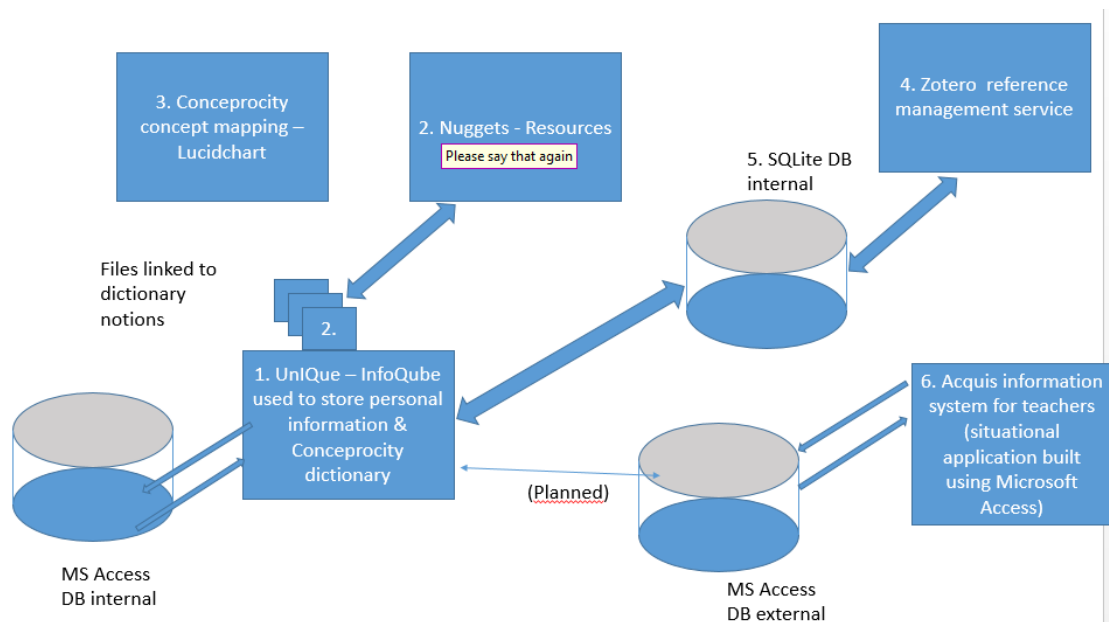 3. Conceprocity
concept mapping –
Lucidchart
2. Nuggets - Resources
Please say that again
4. Zotero  reference
management service
5. SQLite DB
internal
Files linked to
dictionary
notions
2.
1. UnIQue – InfoQube
used to store personal
information &
Conceprocity
dictionary
(Planned)
6. Acquis information
system for teachers
(situational
application built
using Microsoft
Access)
MS Access
DB internal
MS Access
DB external